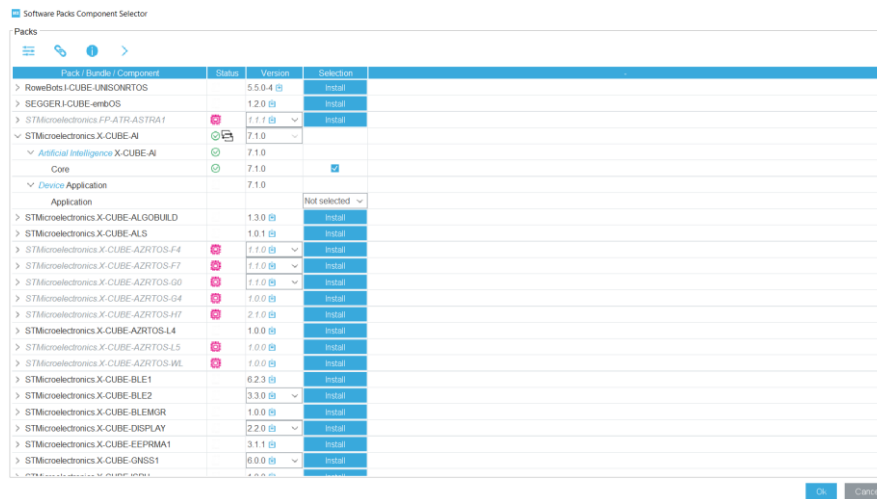 MX Software Packs Component Selector
Packs
Pack / Bundle / Component Status Version Selection -
RoweBots.I-CUBE-UNISONRTOS 5.5.0-4 Install
SEGGER.I-CUBE-embOS 1.2.0 Install
STMicroelectronics.FP-ATR-ASTRA1 1.1.1 Install
STMicroelectronics.X-CUBE-AI 7.1.0
Artificial Intelligence X-CUBE-AI 7.1.0
Core 7.1.0
Device Application 7.1.0
Application Not selected
STMicroelectronics.X-CUBE-ALGOBUILD 1.3.0 Install
STMicroelectronics.X-CUBE-ALS 1.0.1 Install
STMicroelectronics.X-CUBE-AZRTOS-F4 1.1.0 Install
STMicroelectronics.X-CUBE-AZRTOS-F7 1.1.0 Install
STMicroelectronics.X-CUBE-AZRTOS-G0 1.1.0 Install
STMicroelectronics.X-CUBE-AZRTOS-G4 1.0.0 Install
STMicroelectronics.X-CUBE-AZRTOS-H7 2.1.0 Install
STMicroelectronics.X-CUBE-AZRTOS-L4 1.0.0 Install
STMicroelectronics.X-CUBE-AZRTOS-L5 1.0.0 Install
STMicroelectronics.X-CUBE-AZRTOS-WL 1.0.0 Install
STMicroelectronics.X-CUBE-BLE1 6.2.3 Install
STMicroelectronics.X-CUBE-BLE2 3.3.0 Install
STMicroelectronics.X-CUBE-BLEMGR 1.0.0 Install
STMicroelectronics.X-CUBE-DISPLAY 2.2.0 Install
STMicroelectronics.X-CUBE-EEPRMA1 3.1.1 Install
STMicroelectronics.X-CUBE-GNSS1 6.0.0 Install
Ok Cance